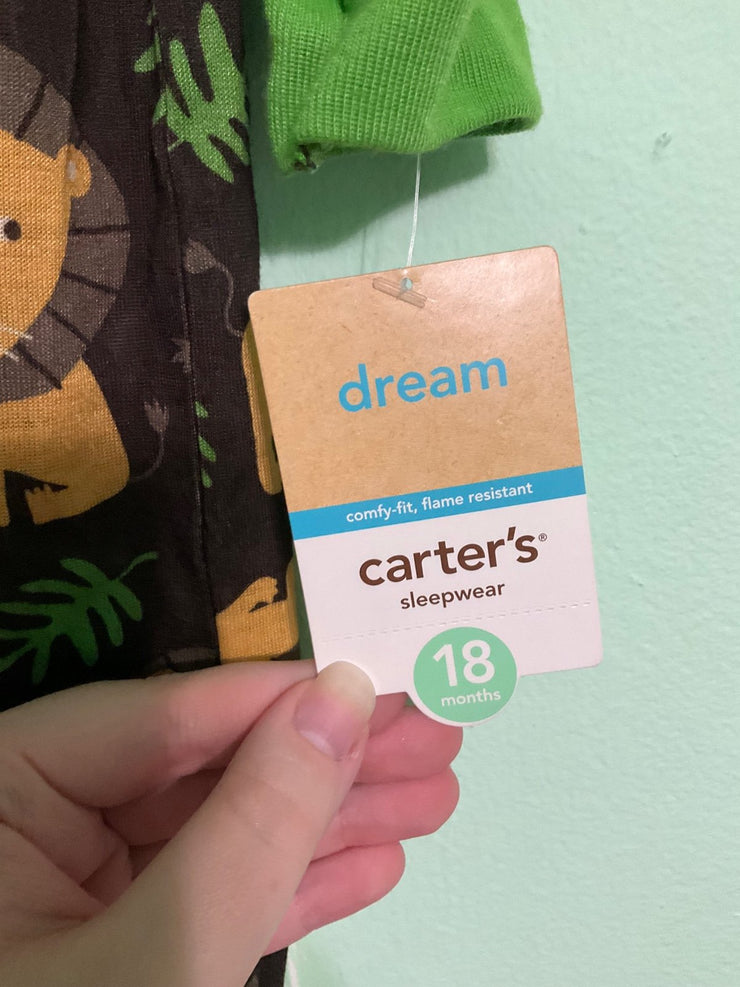 dream
comfy-fit, flame resistant
carter's®
sleepwear
18
months